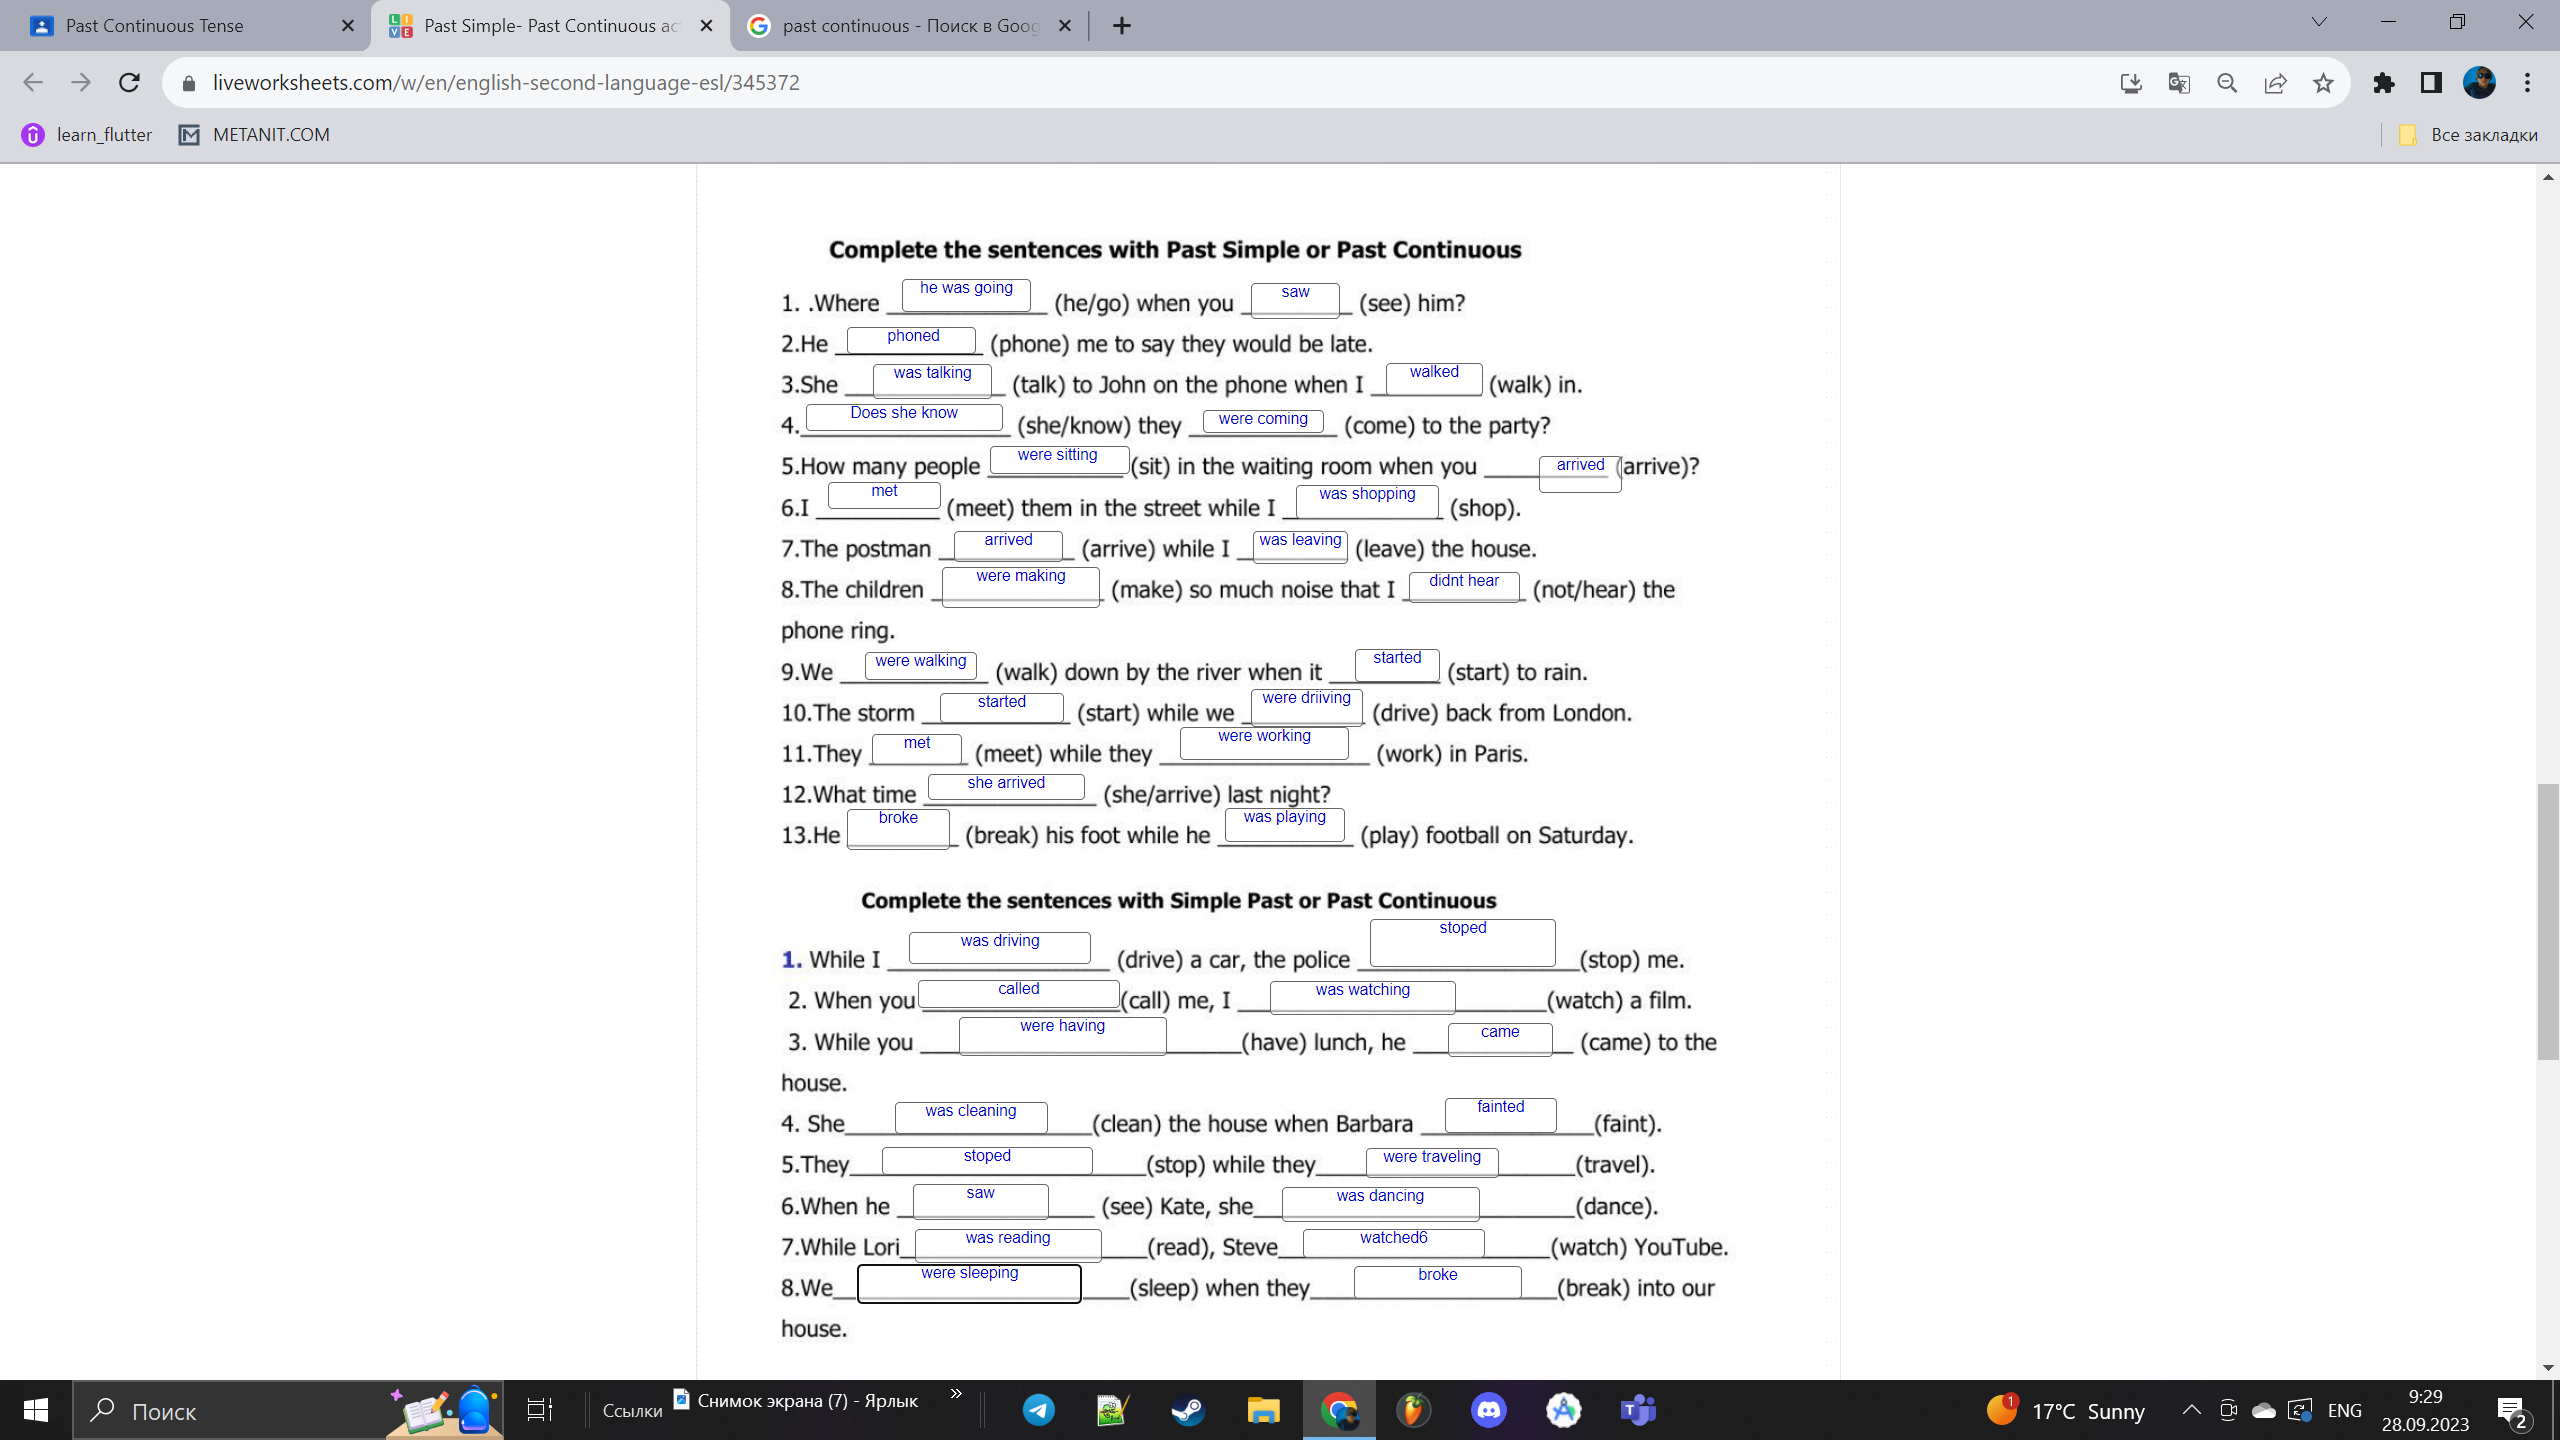 Past Continuous Tense
Past Simple- Past Continuous ac
past continuous - Поиск в Goog
liveworksheets.com/w/en/english-second-language-esl/345372
learn_flutter
METANIT.COM
Все закладки
Complete the sentences with Past Simple or Past Continuous
1. .Where he was going (he/go) when you saw (see) him?
2.He phoned (phone) me to say they would be late.
3.She was talking (talk) to John on the phone when I walked (walk) in.
4. Does she know (she/know) they were coming (come) to the party?
5.How many people were sitting (sit) in the waiting room when you arrived (arrive)?
6.I met (meet) them in the street while I was shopping (shop).
7.The postman arrived (arrive) while I was leaving (leave) the house.
8.The children were making (make) so much noise that I didnt hear (not/hear) the
phone ring.
9.We were walking (walk) down by the river when it started (start) to rain.
10.The storm started (start) while we were driiving (drive) back from London.
11.They met (meet) while they were working (work) in Paris.
12.What time she arrived (she/arrive) last night?
13.He broke (break) his foot while he was playing (play) football on Saturday.
Complete the sentences with Simple Past or Past Continuous
1. While I was driving (drive) a car, the police stoped (stop) me.
2. When you called (call) me, I was watching (watch) a film.
3. While you were having (have) lunch, he came (came) to the
house.
4. She was cleaning (clean) the house when Barbara fainted (faint).
5.They stoped (stop) while they were traveling (travel).
6.When he saw (see) Kate, she was dancing (dance).
7.While Lori was reading (read), Steve watched6 (watch) YouTube.
8.We were sleeping (sleep) when they broke (break) into our
house.
Поиск
Ссылки
Снимок экрана (7) - Ярлык
1
17°C Sunny
ENG
9:29
28.09.2023
2